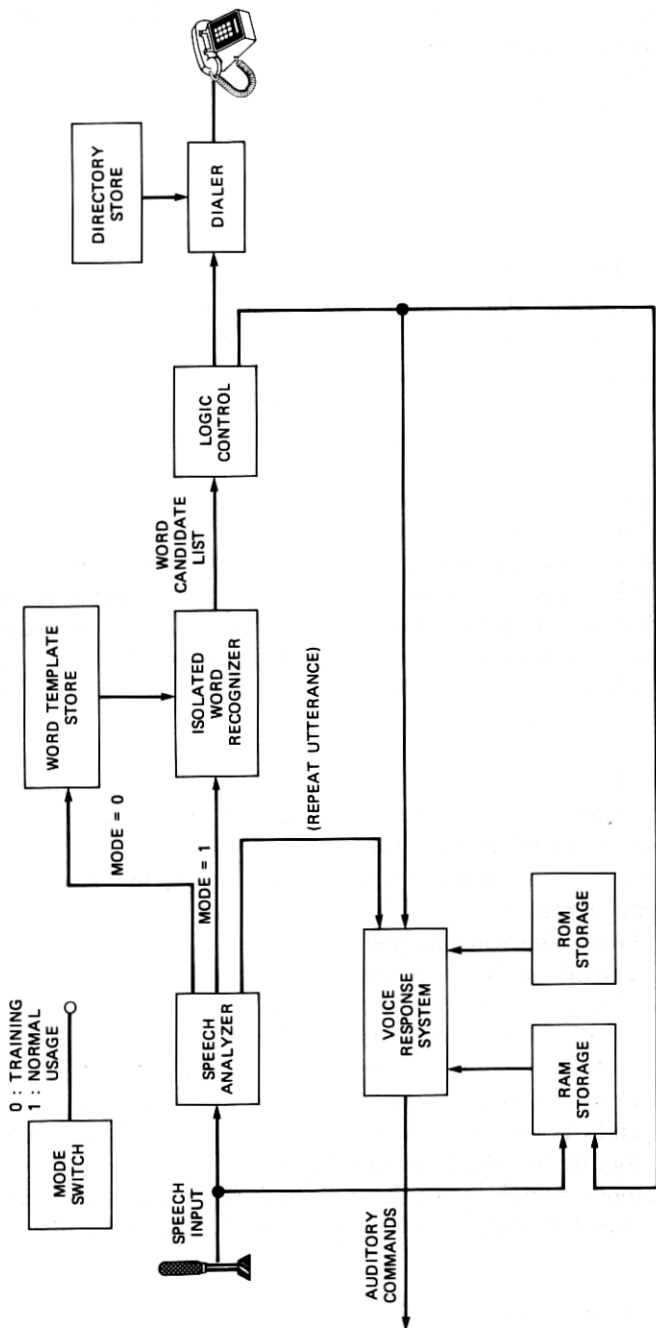 0 : TRAINING
1 : NORMAL
USAGE
MODE
SWITCH
SPEECH
INPUT
SPEECH
ANALYZER
MODE = 0
MODE = 1
WORD TEMPLATE
STORE
ISOLATED
WORD
RECOGNIZER
WORD
CANDIDATE
LIST
LOGIC
CONTROL
DIRECTORY
STORE
DIALER
(REPEAT UTTERANCE)
VOICE
RESPONSE
SYSTEM
AUDITORY
COMMANDS
RAM
STORAGE
ROM
STORAGE